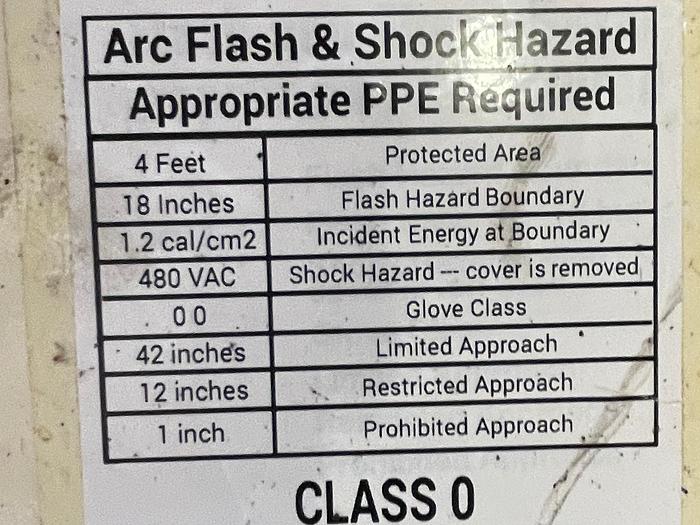 Arc Flash & Shock Hazard
Appropriate PPE Required
4 Feet Protected Area
18 Inches Flash Hazard Boundary
1.2 cal/cm2 Incident Energy at Boundary
480 VAC Shock Hazard --- cover is removed
0 0 Glove Class
42 inches Limited Approach
12 inches Restricted Approach
1 inch Prohibited Approach
CLASS 0